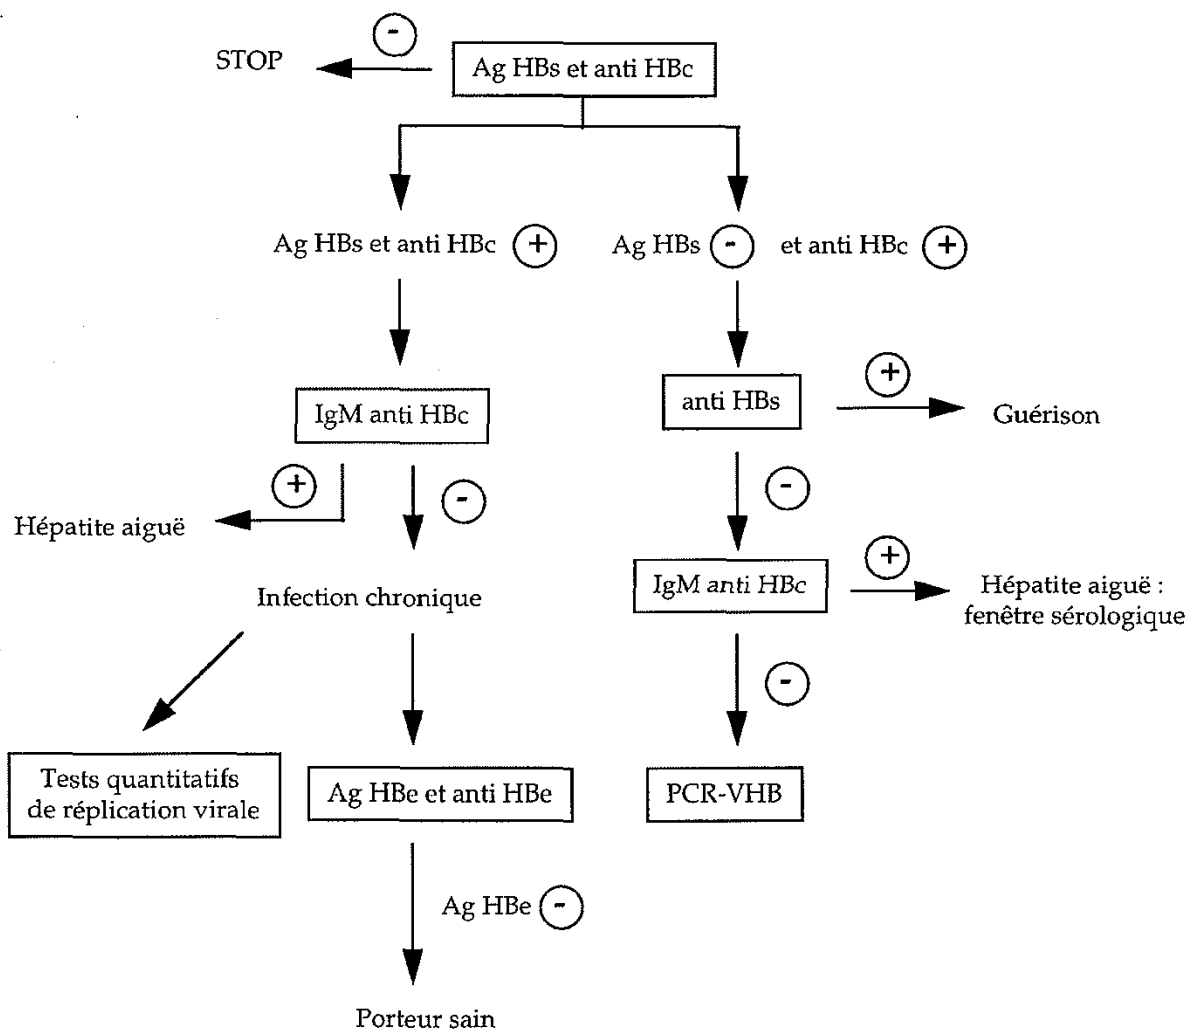 -
STOP
Ag HBs et anti HBc
Ag HBs et anti HBc +
Ag HBs - et anti HBc +
IgM anti HBc
anti HBs
+
Guérison
+
-
-
Hépatite aiguë
IgM anti HBc
+
Hépatite aiguë :
fenêtre sérologique
Infection chronique
-
Tests quantitatifs
de réplication virale
Ag HBe et anti HBe
PCR-VHB
Ag HBe -
Porteur sain